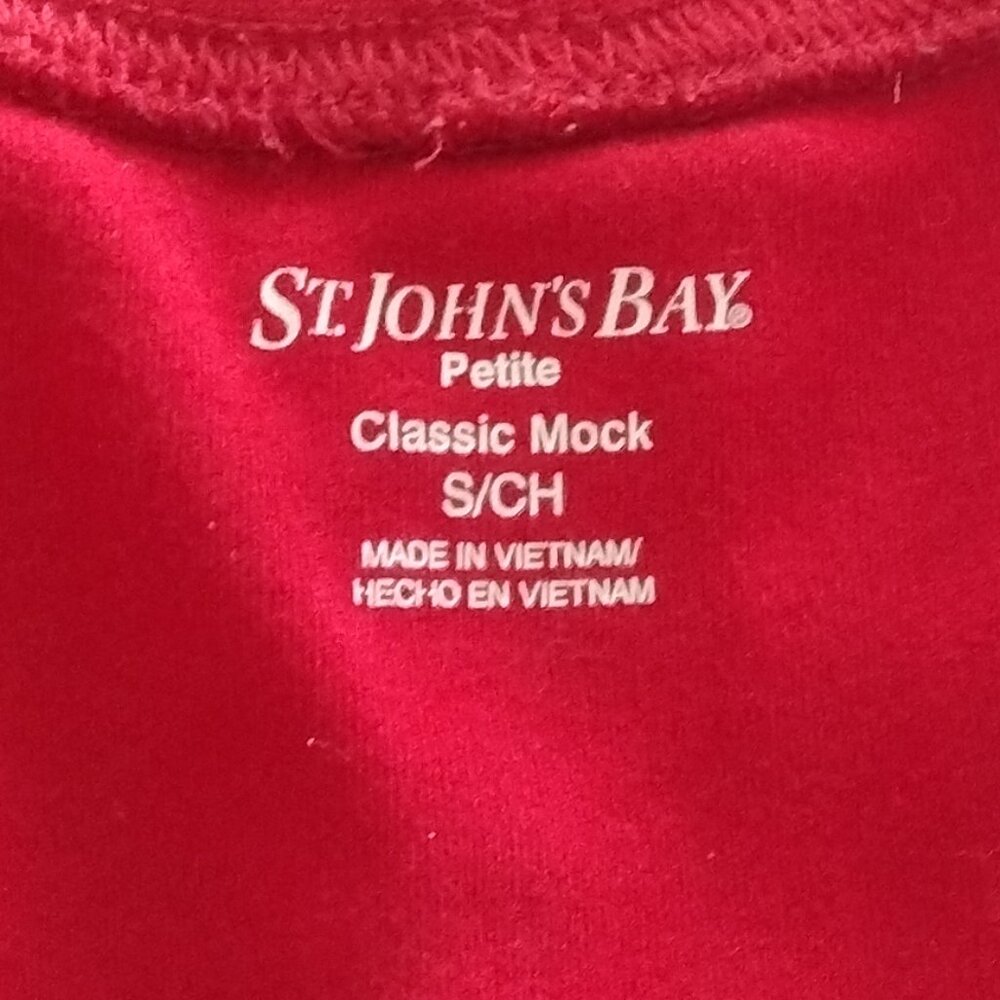 ST. JOHN'S BAY®
Petite
Classic Mock
S/CH
MADE IN VIETNAM/
HECHO EN VIETNAM